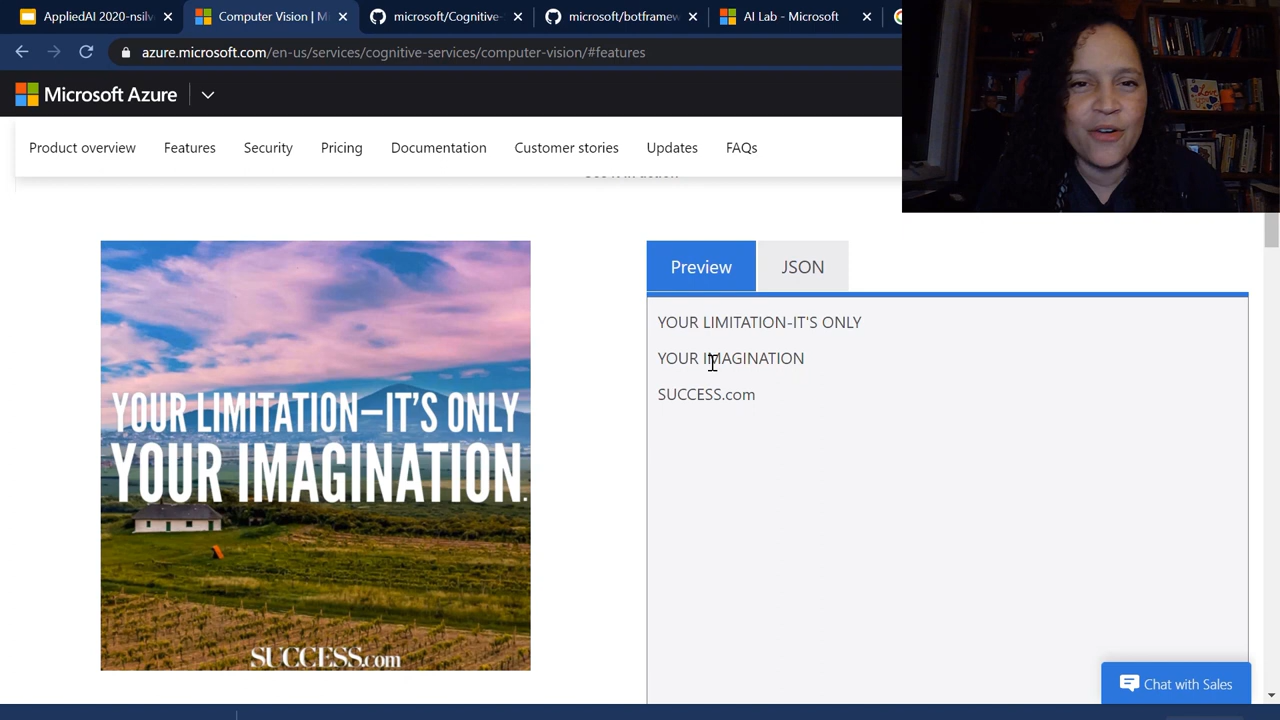 AppliedAI 2020-nsilv
Computer Vision | M
microsoft/Cognitive-
microsoft/botframew
AI Lab - Microsoft
azure.microsoft.com/en-us/services/cognitive-services/computer-vision/#features
Microsoft Azure
Product overview
Features
Security
Pricing
Documentation
Customer stories
Updates
FAQs
Preview
JSON
YOUR LIMITATION-IT'S ONLY
YOUR IMAGINATION
SUCCESS.com
YOUR LIMITATION–IT'S ONLY
YOUR IMAGINATION.
SUCCESS.com
Chat with Sales